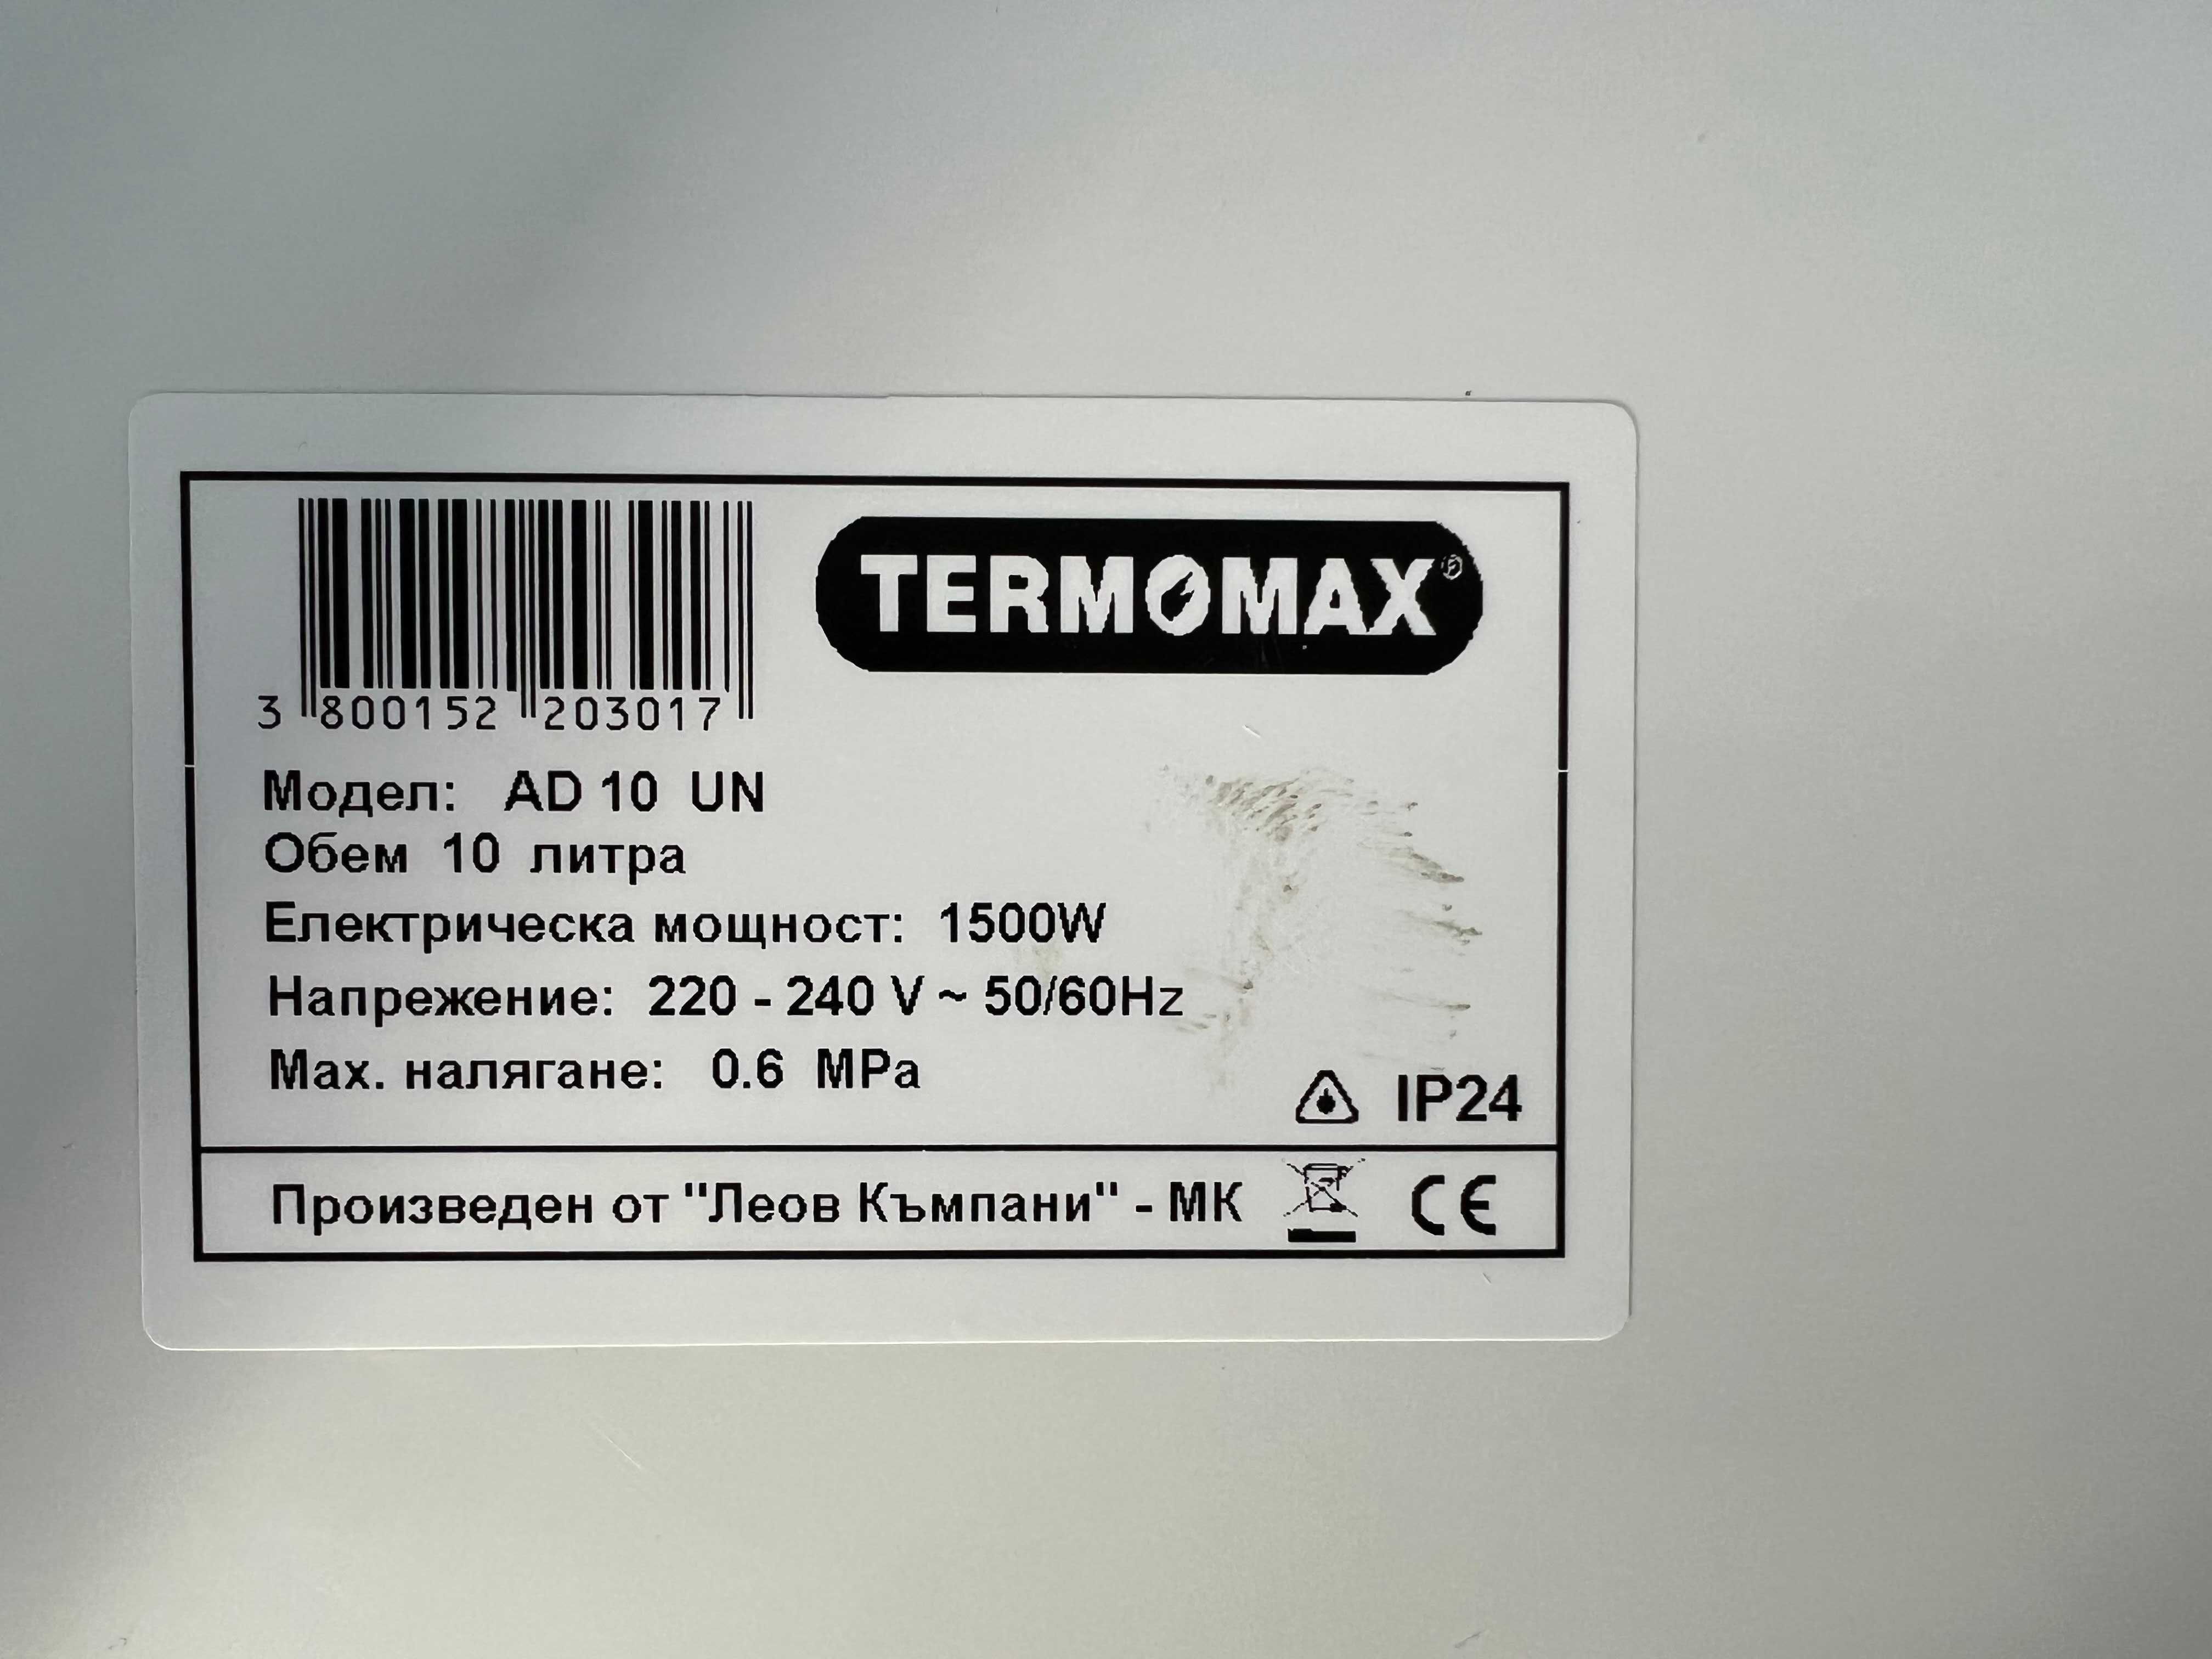 TERMOMAX®
3 800152 203017
Модел: AD 10 UN
Обем 10 литра
Електрическа мощност: 1500W
Напрежение: 220 - 240 V ~ 50/60Hz
Max. налягане: 0.6 MPa
IP24
Произведен от "Леов Къмпани" - МК
CE